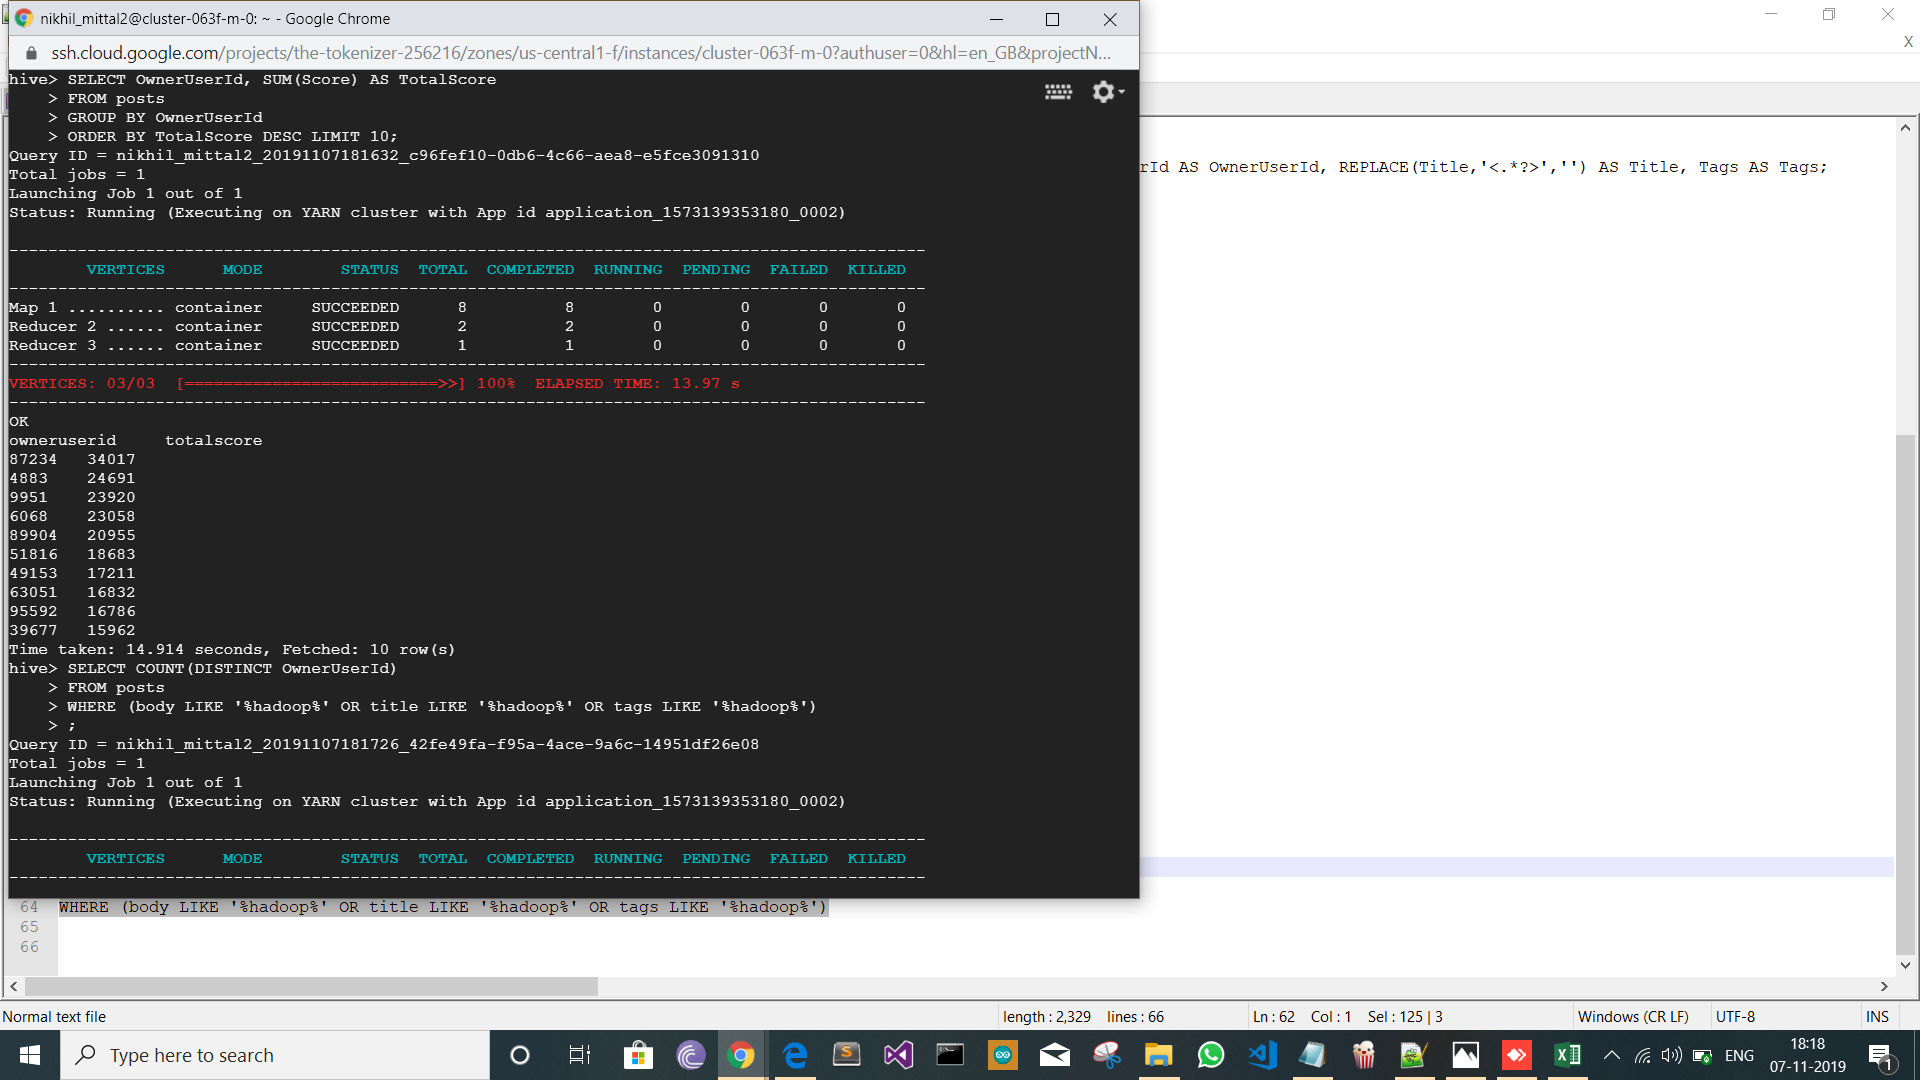 nikhil_mittal2@cluster-063f-m-0: ~ - Google Chrome
ssh.cloud.google.com/projects/the-tokenizer-256216/zones/us-central1-f/instances/cluster-063f-m-0?authuser=0&hl=en_GB&projectN...
X
hive> SELECT OwnerUserId, SUM(Score) AS TotalScore
    > FROM posts
    > GROUP BY OwnerUserId
    > ORDER BY TotalScore DESC LIMIT 10;
Query ID = nikhil_mittal2_20191107181632_c96fef10-0db6-4c66-aea8-e5fce3091310
Total jobs = 1
Launching Job 1 out of 1
Status: Running (Executing on YARN cluster with App id application_1573139353180_0002)
----------------------------------------------------------------------------------------------
        VERTICES      MODE        STATUS  TOTAL  COMPLETED  RUNNING  PENDING  FAILED  KILLED
----------------------------------------------------------------------------------------------
Map 1 .......... container     SUCCEEDED      8          8        0        0       0       0
Reducer 2 ...... container     SUCCEEDED      2          2        0        0       0       0
Reducer 3 ...... container     SUCCEEDED      1          1        0        0       0       0
----------------------------------------------------------------------------------------------
VERTICES: 03/03  [==========================>>] 100%  ELAPSED TIME: 13.97 s
----------------------------------------------------------------------------------------------
OK
owneruserid     totalscore
87234   34017
4883    24691
9951    23920
6068    23058
89904   20955
51816   18683
49153   17211
63051   16832
95592   16786
39677   15962
Time taken: 14.914 seconds, Fetched: 10 row(s)
hive> SELECT COUNT(DISTINCT OwnerUserId)
    > FROM posts
    > WHERE (body LIKE '%hadoop%' OR title LIKE '%hadoop%' OR tags LIKE '%hadoop%')
    > ;
Query ID = nikhil_mittal2_20191107181726_42fe49fa-f95a-4ace-9a6c-14951df26e08
Total jobs = 1
Launching Job 1 out of 1
Status: Running (Executing on YARN cluster with App id application_1573139353180_0002)
----------------------------------------------------------------------------------------------
        VERTICES      MODE        STATUS  TOTAL  COMPLETED  RUNNING  PENDING  FAILED  KILLED
----------------------------------------------------------------------------------------------
rId AS OwnerUserId, REPLACE(Title,'<.*?>','') AS Title, Tags AS Tags;
64 WHERE (body LIKE '%hadoop%' OR title LIKE '%hadoop%' OR tags LIKE '%hadoop%')
65
66
Normal text file length : 2,329 lines : 66 Ln : 62 Col : 1 Sel : 125 | 3 Windows (CR LF) UTF-8 INS
Type here to search
ENG
18:18
07-11-2019
1